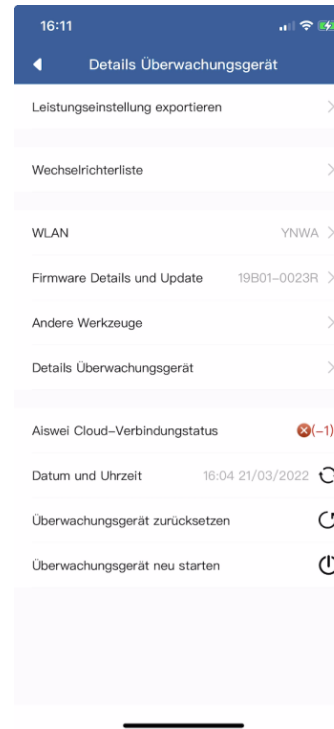 16:11
Details Überwachungsgerät
Leistungseinstellung exportieren
Wechselrichterliste
WLAN YNWA
Firmware Details und Update 19B01-0023R
Andere Werkzeuge
Details Überwachungsgerät
Aiswei Cloud-Verbindungstatus (-1)
Datum und Uhrzeit 16:04 21/03/2022
Überwachungsgerät zurücksetzen
Überwachungsgerät neu starten